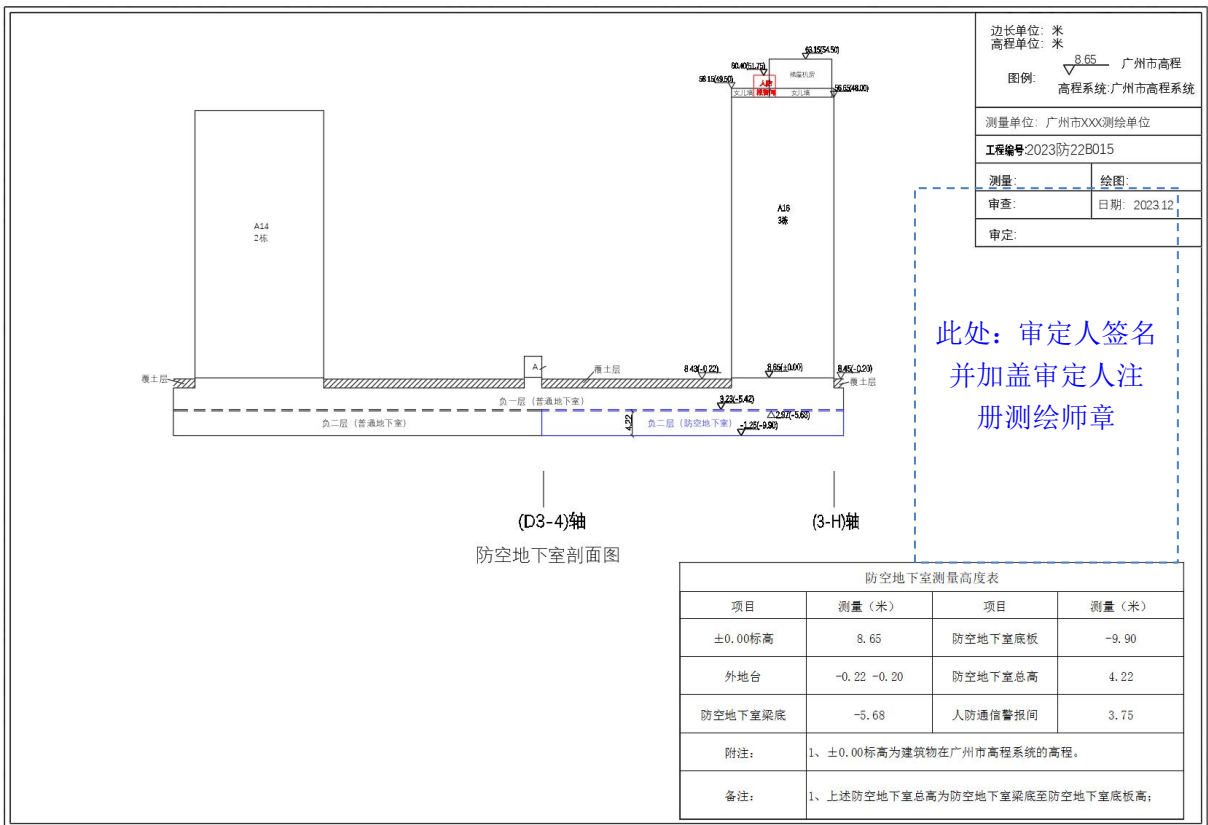 边长单位: 米
高程单位: 米
图例:
8.65 广州市高程
高程系统:广州市高程系统
测量单位: 广州市XXX测绘单位
工程编号:2023防22B015
测量:
绘图:
审查:
日期: 2023.12
审定:
此处：审定人签名
并加盖审定人注
册测绘师章
63.15(54.50)
60.40(51.75)
梯屋机房
58.15(49.50)
人防
女儿墙
报警间
女儿墙
56.65(48.00)
A14
2栋
A16
3栋
覆土层
A
覆土层
8.43(-0.22)
8.65(±0.00)
8.45(-0.20)
覆土层
负一层 (普通地下室)
3.23(-5.42)
负二层 (普通地下室)
4.22
负二层 (防空地下室)
2.97(-5.68)
-1.25(-9.90)
(D3-4)轴
(3-H)轴
防空地下室剖面图
防空地下室测量高度表
项目 测量（米） 项目 测量（米）
±0.00标高 8.65 防空地下室底板 -9.90
外地台 -0.22 -0.20 防空地下室总高 4.22
防空地下室梁底 -5.68 人防通信警报间 3.75
附注: 1、±0.00标高为建筑物在广州市高程系统的高程。
备注: 1、上述防空地下室总高为防空地下室梁底至防空地下室底板高;